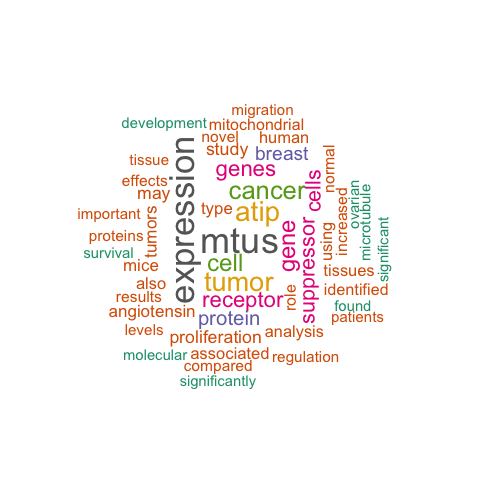 migration
development
mitochondrial
novel
human
study
breast
tissue
genes
normal
effects
may
cancer
cells
important
tumors
type
atip
increased
ovarian
microtubule
proteins
expression
mtus
gene
suppressor
using
significant
survival
mice
cell
tissues
also
tumor
role
identified
results
receptor
found
angiotensin
protein
patients
levels
proliferation
analysis
molecular
associated
regulation
compared
significantly